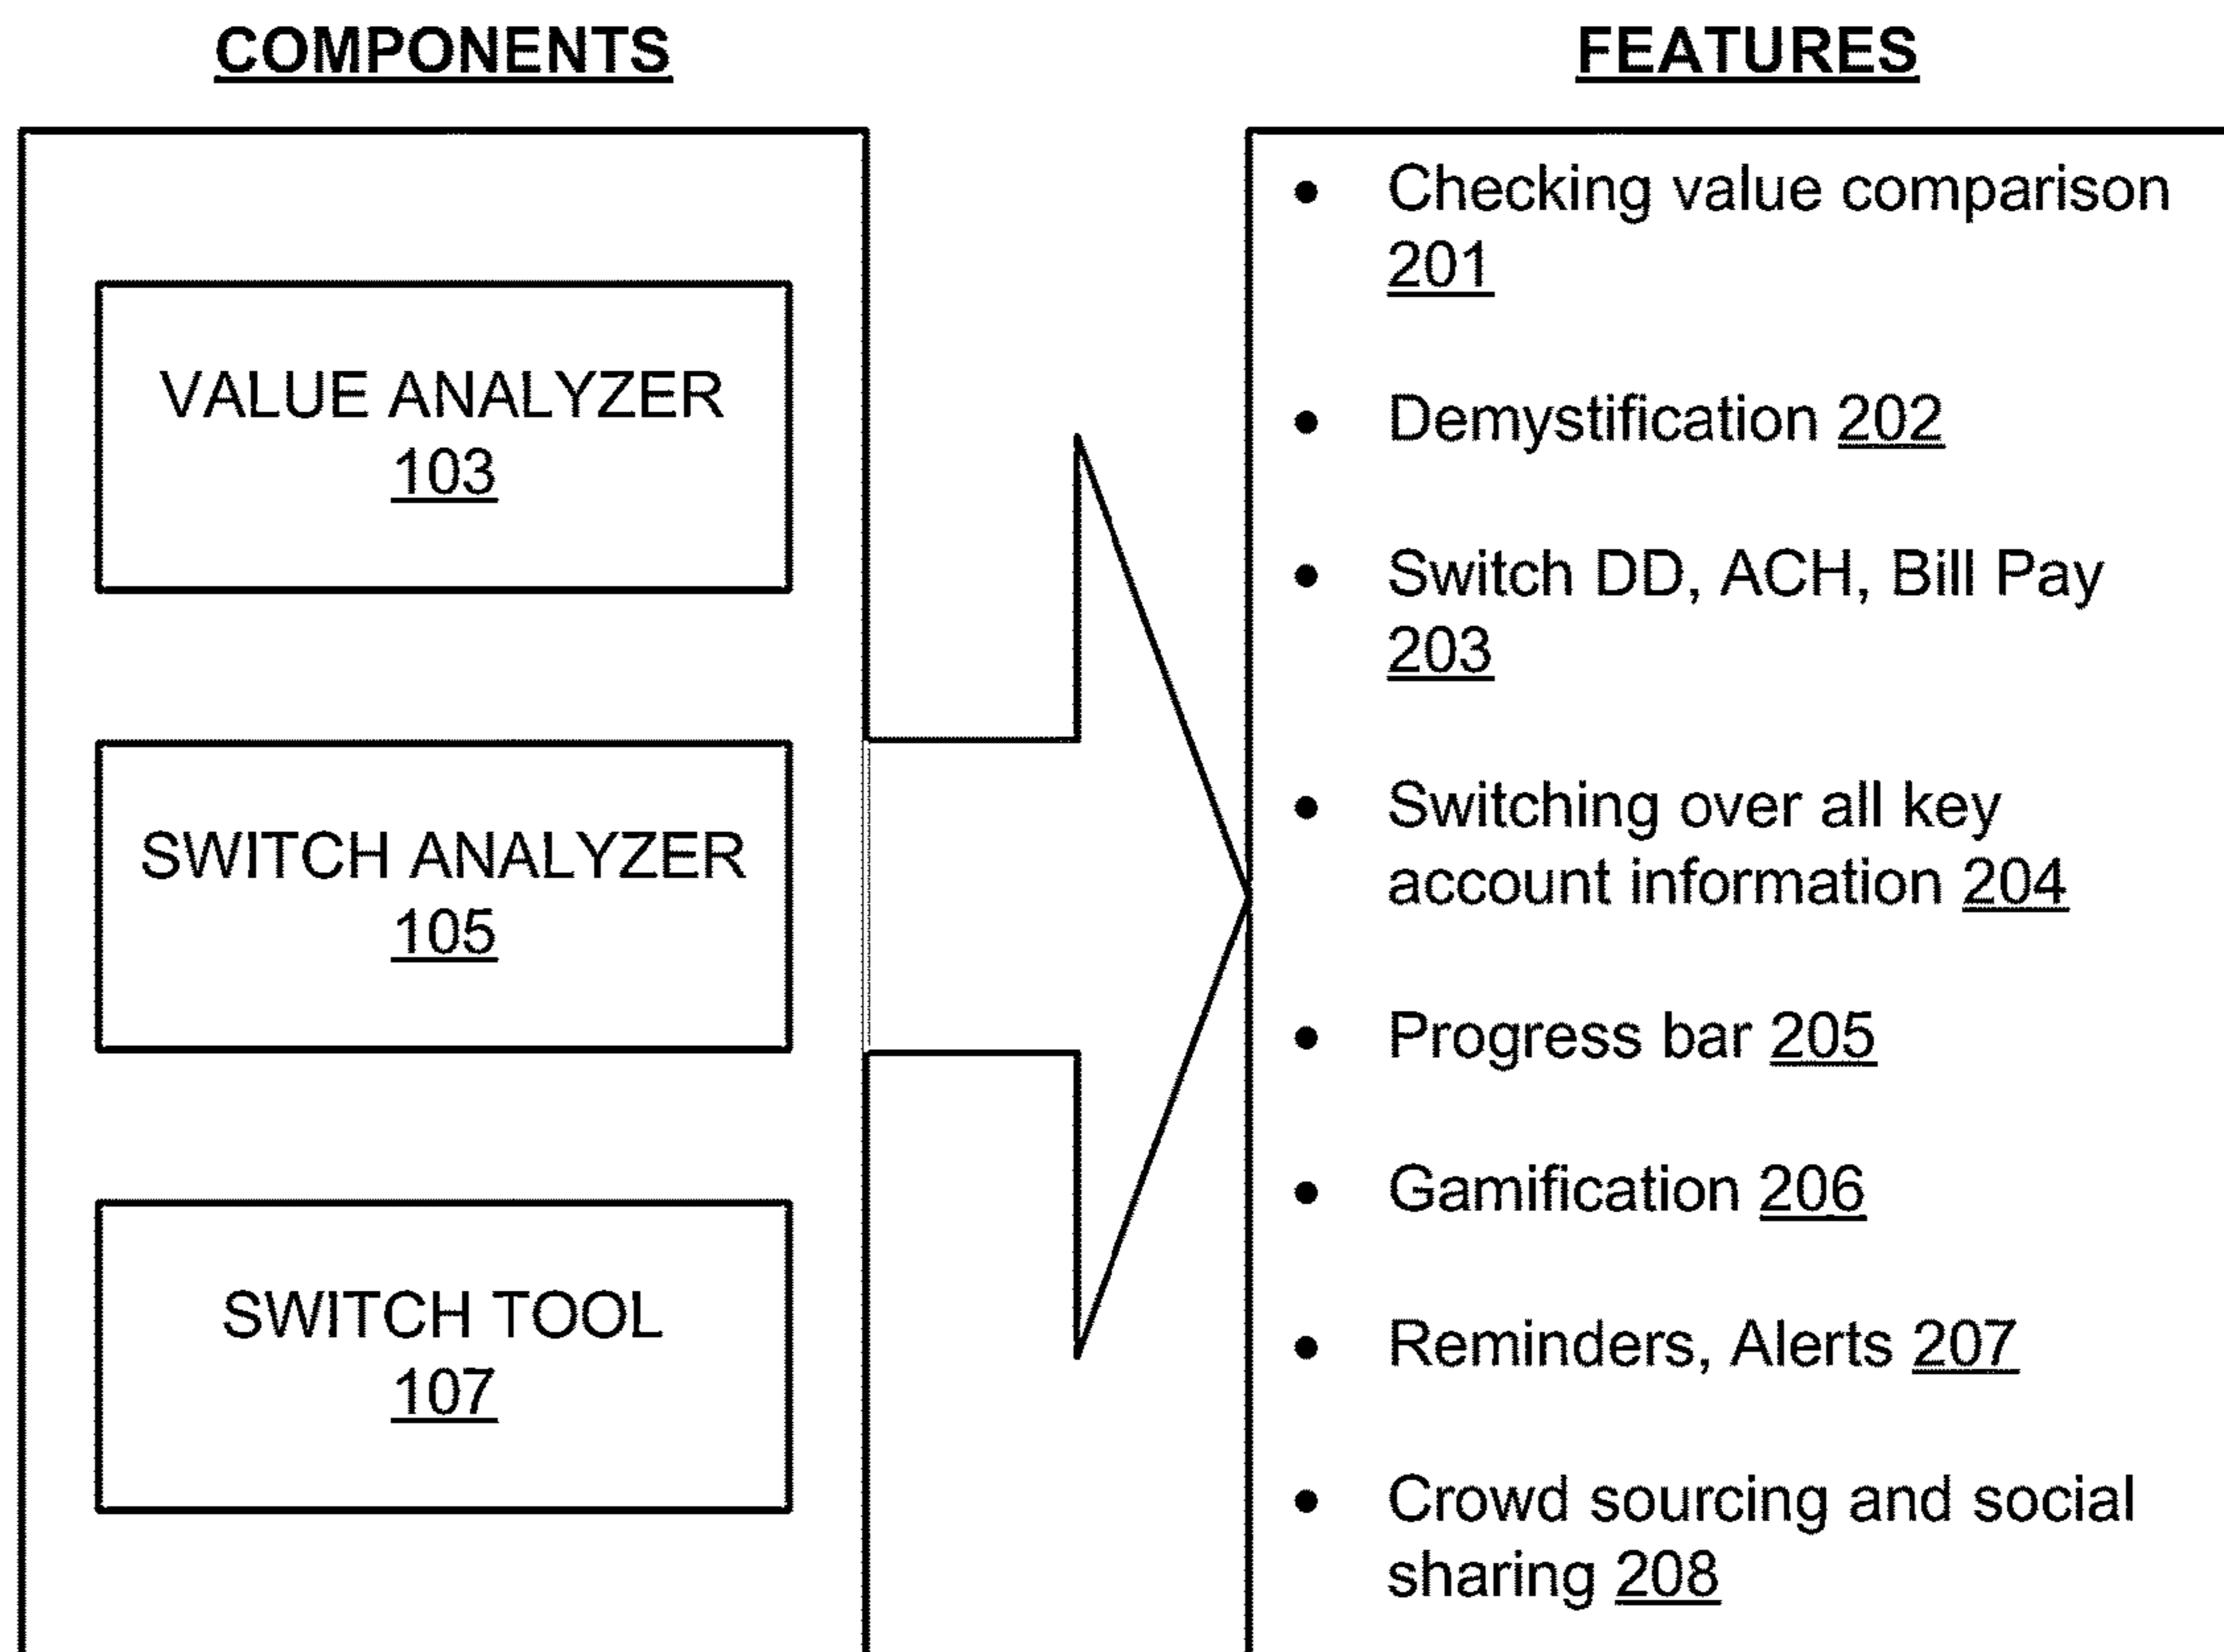 COMPONENTS
VALUE ANALYZER
103
SWITCH ANALYZER
105
SWITCH TOOL
107
FEATURES
• Checking value comparison
201
• Demystification 202
• Switch DD, ACH, Bill Pay
203
• Switching over all key
account information 204
• Progress bar 205
• Gamification 206
• Reminders, Alerts 207
• Crowd sourcing and social
sharing 208